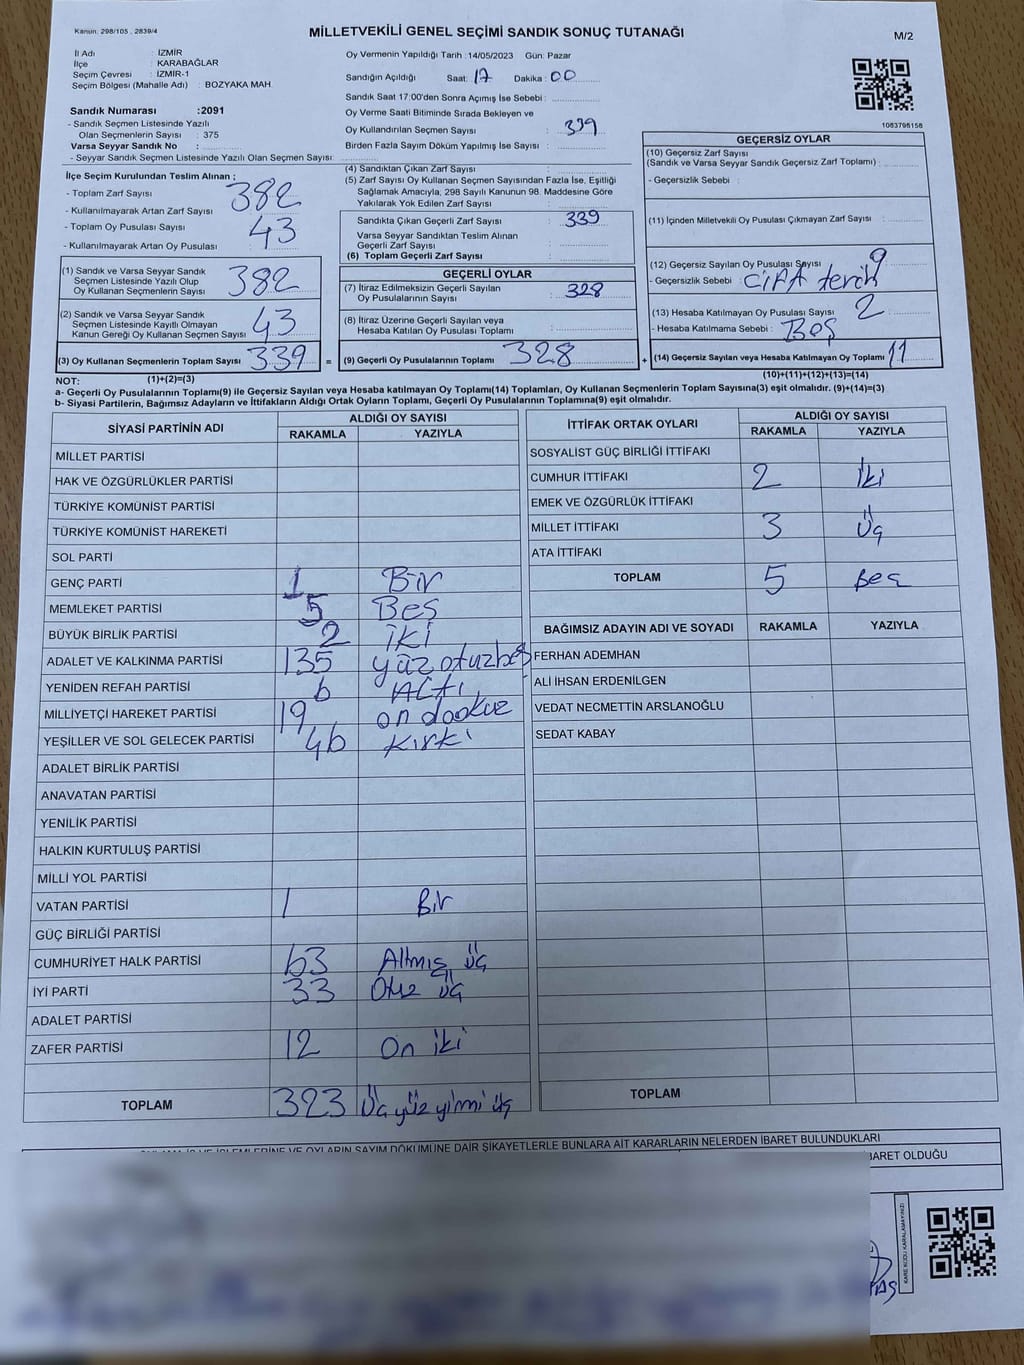 Kanun: 298/105, 2839/4
MİLLETVEKİLİ GENEL SEÇİMİ SANDIK SONUÇ TUTANAĞI
M/2
İl Adı : İZMİR
İlçe : KARABAĞLAR
Seçim Çevresi : İZMİR-1
Seçim Bölgesi (Mahalle Adı) : BOZYAKA MAH.
Sandık Numarası :2091
- Sandık Seçmen Listesinde Yazılı
Olan Seçmenlerin Sayısı : 375
Varsa Seyyar Sandık No :
- Seyyar Sandık Seçmen Listesinde Yazılı Olan Seçmen Sayısı:
Oy Vermenin Yapıldığı Tarih : 14/05/2023 Gün: Pazar
Sandığın Açıldığı Saat: 17 Dakika: 00
Sandık Saat 17:00'den Sonra Açılmış İse Sebebi :
Oy Verme Saati Bitiminde Sırada Bekleyen ve
Oy Kullandırılan Seçmen Sayısı : 339
Birden Fazla Sayım Döküm Yapılmış İse Sayısı :
1083798158
İlçe Seçim Kurulundan Teslim Alınan ;
- Toplam Zarf Sayısı 382
- Kullanılmayarak Artan Zarf Sayısı
- Toplam Oy Pusulası Sayısı 43
- Kullanılmayarak Artan Oy Pusulası
(1) Sandık ve Varsa Seyyar Sandık
Seçmen Listesinde Yazılı Olup
Oy Kullanan Seçmenlerin Sayısı 382
(2) Sandık ve Varsa Seyyar Sandık
Seçmen Listesinde Kayıtlı Olmayan
Kanun Gereği Oy Kullanan Seçmen Sayısı 43
(3) Oy Kullanan Seçmenlerin Toplam Sayısı 339 =
(4) Sandıktan Çıkan Zarf Sayısı :
(5) Zarf Sayısı Oy Kullanan Seçmen Sayısından Fazla İse, Eşitliği
Sağlamak Amacıyla, 298 Sayılı Kanunun 98. Maddesine Göre
Yakılarak Yok Edilen Zarf Sayısı :
Sandıkta Çıkan Geçerli Zarf Sayısı : 339
Varsa Seyyar Sandıktan Teslim Alınan
Geçerli Zarf Sayısı :
(6) Toplam Geçerli Zarf Sayısı :
GEÇERLİ OYLAR
(7) İtiraz Edilmeksizin Geçerli Sayılan
Oy Pusulalarının Sayısı : 328
(8) İtiraz Üzerine Geçerli Sayılan veya
Hesaba Katılan Oy Pusulası Toplamı :
(9) Geçerli Oy Pusulalarının Toplamı 328 +
GEÇERSİZ OYLAR
(10) Geçersiz Zarf Sayısı
(Sandık ve Varsa Seyyar Sandık Geçersiz Zarf Toplamı) :
- Geçersizlik Sebebi :
(11) İçinden Milletvekili Oy Pusulası Çıkmayan Zarf Sayısı :
(12) Geçersiz Sayılan Oy Pusulası Sayısı : 9
- Geçersizlik Sebebi :
(13) Hesaba Katılmayan Oy Pusulası Sayısı : 2
- Hesaba Katılmama Sebebi : BOŞ
(14) Geçersiz Sayılan veya Hesaba Katılmayan Oy Toplamı 11
NOT: (1)+(2)=(3)
(10)+(11)+(12)+(13)=(14)
a- Geçerli Oy Pusulalarının Toplamı(9) ile Geçersiz Sayılan veya Hesaba katılmayan Oy Toplamı(14) Toplamları, Oy Kullanan Seçmenlerin Toplam Sayısına(3) eşit olmalıdır. (9)+(14)=(3)
b- Siyasi Partilerin, Bağımsız Adayların ve İttifakların Aldığı Ortak Oyların Toplamı, Geçerli Oy Pusulalarının Toplamına(9) eşit olmalıdır.
SİYASİ PARTİNİN ADI ALDIĞI OY SAYISI
RAKAMLA YAZIYLA
MİLLET PARTİSİ
HAK VE ÖZGÜRLÜKLER PARTİSİ
TÜRKİYE KOMÜNİST PARTİSİ
TÜRKİYE KOMÜNİST HAREKETİ
SOL PARTİ
GENÇ PARTİ 1 Bir
MEMLEKET PARTİSİ 5 Beş
BÜYÜK BİRLİK PARTİSİ 2 iki
ADALET VE KALKINMA PARTİSİ 135 yüz otuzbeş
YENİDEN REFAH PARTİSİ 6 ALTı
MİLLİYETÇİ HAREKET PARTİSİ 19 on dokuz
YEŞİLLER VE SOL GELECEK PARTİSİ 46
ADALET BİRLİK PARTİSİ
ANAVATAN PARTİSİ
YENİLİK PARTİSİ
HALKIN KURTULUŞ PARTİSİ
MİLLİ YOL PARTİSİ
VATAN PARTİSİ 1 Bir
GÜÇ BİRLİĞİ PARTİSİ
CUMHURİYET HALK PARTİSİ 63 Altmış üç
İYİ PARTİ 33 Otuz üç
ADALET PARTİSİ
ZAFER PARTİSİ 12 On iki
TOPLAM 323 Üçyüz yirmi üç
İTTİFAK ORTAK OYLARI ALDIĞI OY SAYISI
RAKAMLA YAZIYLA
SOSYALİST GÜÇ BİRLİĞİ İTTİFAKI
CUMHUR İTTİFAKI 2 İki
EMEK VE ÖZGÜRLÜK İTTİFAKI
MİLLET İTTİFAKI 3 Üç
ATA İTTİFAKI
TOPLAM 5 Beş
BAĞIMSIZ ADAYIN ADI VE SOYADI RAKAMLA YAZIYLA
FERHAN ADEMHAN
ALİ İHSAN ERDENİLGEN
VEDAT NECMETTİN ARSLANOĞLU
SEDAT KABAY
TOPLAM
İŞLEMLERİNE VE OYLARIN SAYIM DÖKÜMÜNE DAİR ŞİKAYETLERLE BUNLARA AİT KARARLARIN NELERDEN İBARET BULUNDUKLARI
İBARET OLDUĞU
KARE KODU KARALAMAYINIZ!